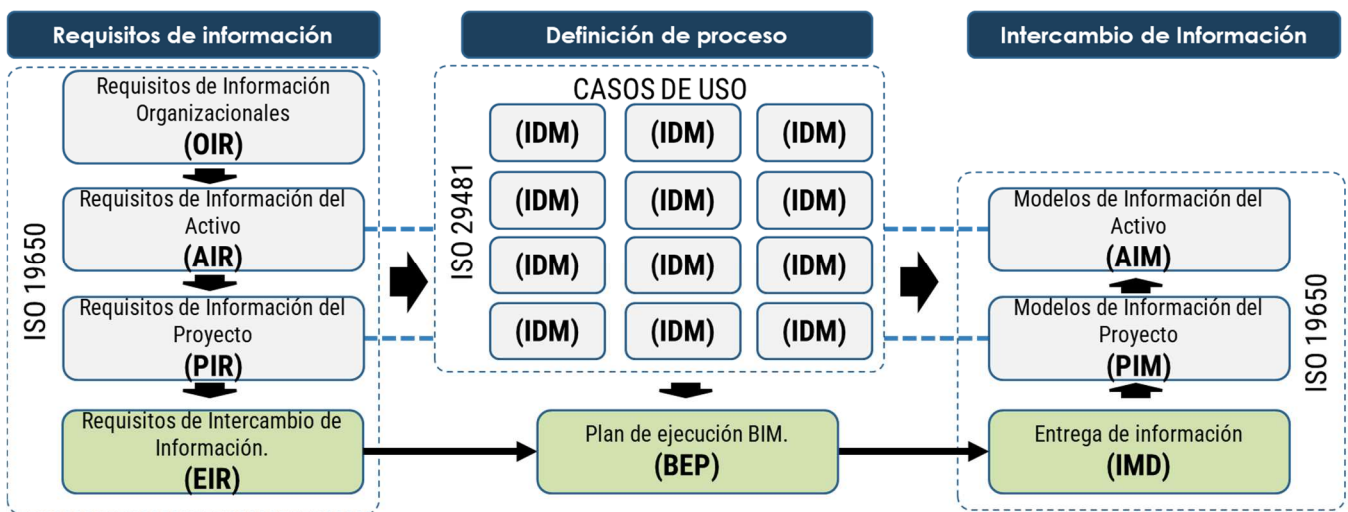 Requisitos de información
Definición de proceso
Intercambio de Información
ISO 19650
Requisitos de Información
Organizacionales
(OIR)
Requisitos de Información del
Activo
(AIR)
Requisitos de Información del
Proyecto
(PIR)
Requisitos de Intercambio de
Información.
(EIR)
CASOS DE USO
ISO 29481
(IDM) (IDM) (IDM)
(IDM) (IDM) (IDM)
(IDM) (IDM) (IDM)
(IDM) (IDM) (IDM)
Plan de ejecución BIM.
(BEP)
Modelos de Información del
Activo
(AIM)
Modelos de Información del
Proyecto
(PIM)
Entrega de información
(IMD)
ISO 19650